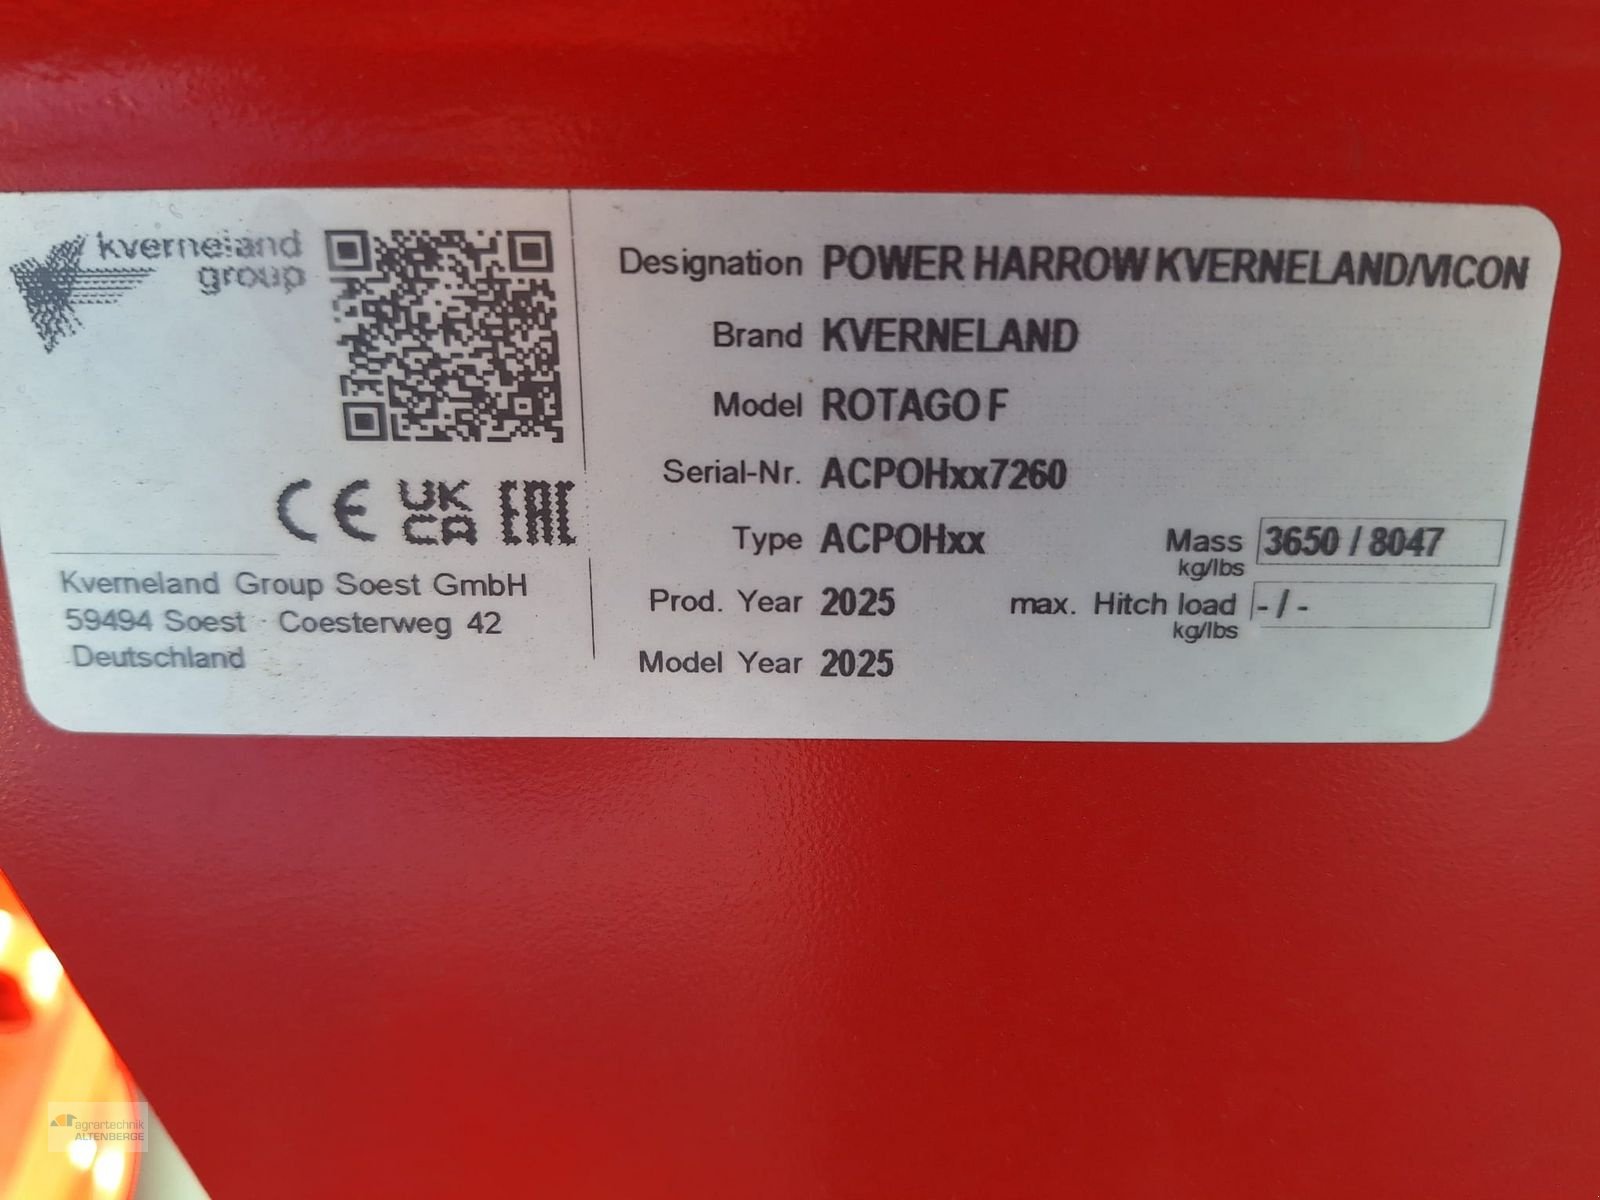 kverneland
group
CE UK CA EAC
Kverneland Group Soest GmbH
59494 Soest · Coesterweg 42
Deutschland
Designation POWER HARROW KVERNELAND/VICON
Brand KVERNELAND
Model ROTAGO F
Serial-Nr. ACPOHxx7260
Type ACPOHxx
Mass kg/lbs 3650 / 8047
Prod. Year 2025
max. Hitch load kg/lbs - / -
Model Year 2025
agrartechnik
ALTENBERGE